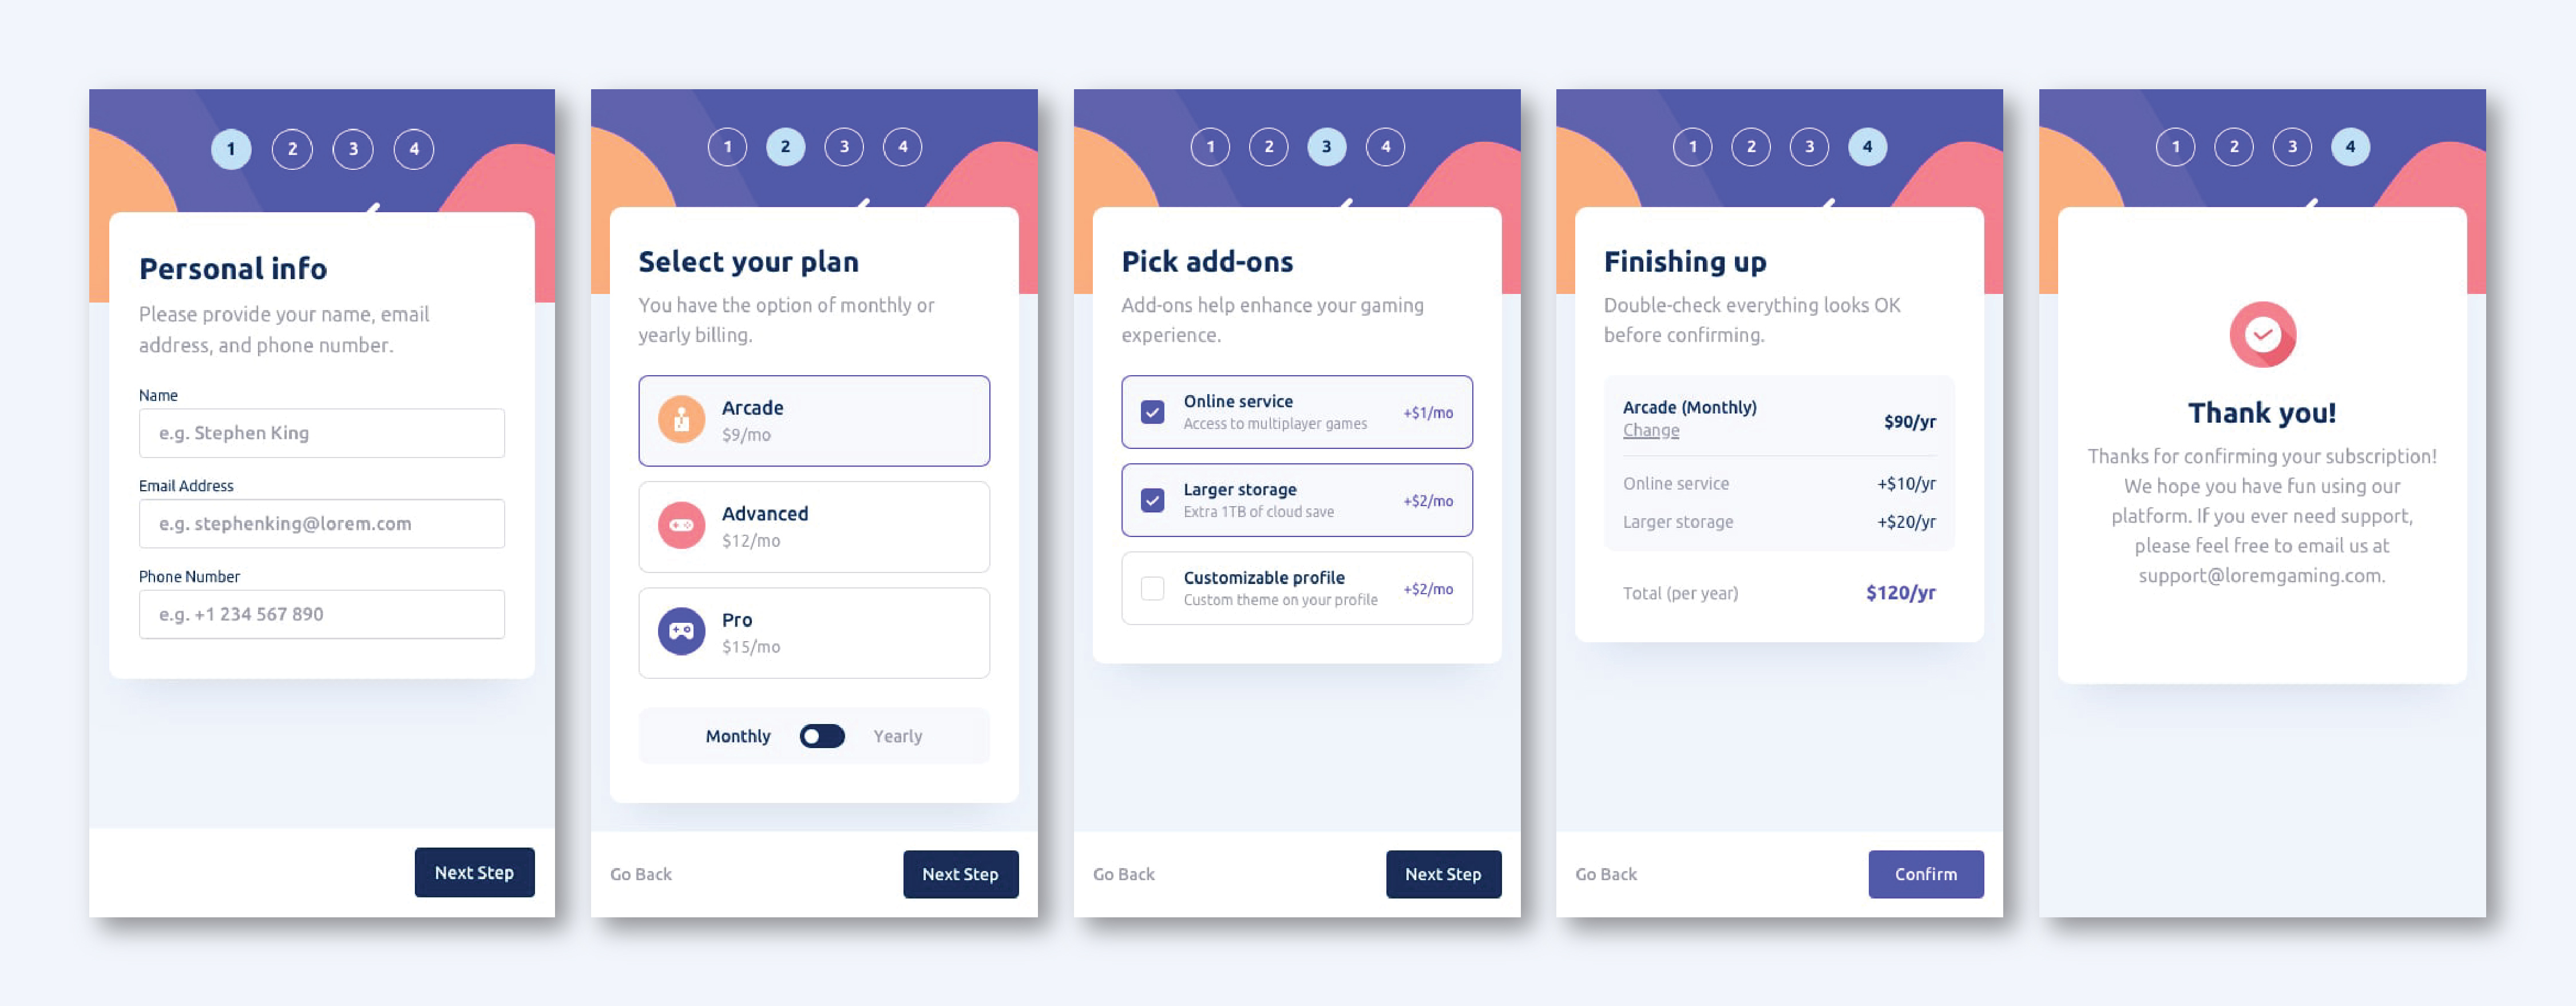 1 2 3 4
Personal info
Please provide your name, email
address, and phone number.
Name
e.g. Stephen King
Email Address
e.g. stephenking@lorem.com
Phone Number
e.g. +1 234 567 890
Next Step
1 2 3 4
Select your plan
You have the option of monthly or
yearly billing.
Arcade
$9/mo
Advanced
$12/mo
Pro
$15/mo
Monthly Yearly
Go Back Next Step
1 2 3 4
Pick add-ons
Add-ons help enhance your gaming
experience.
Online service
Access to multiplayer games
+$1/mo
Larger storage
Extra 1TB of cloud save
+$2/mo
Customizable profile
Custom theme on your profile
+$2/mo
Go Back Next Step
1 2 3 4
Finishing up
Double-check everything looks OK
before confirming.
Arcade (Monthly)
Change
$90/yr
Online service +$10/yr
Larger storage +$20/yr
Total (per year) $120/yr
Go Back Confirm
1 2 3 4
Thank you!
Thanks for confirming your subscription!
We hope you have fun using our
platform. If you ever need support,
please feel free to email us at
support@loremgaming.com.